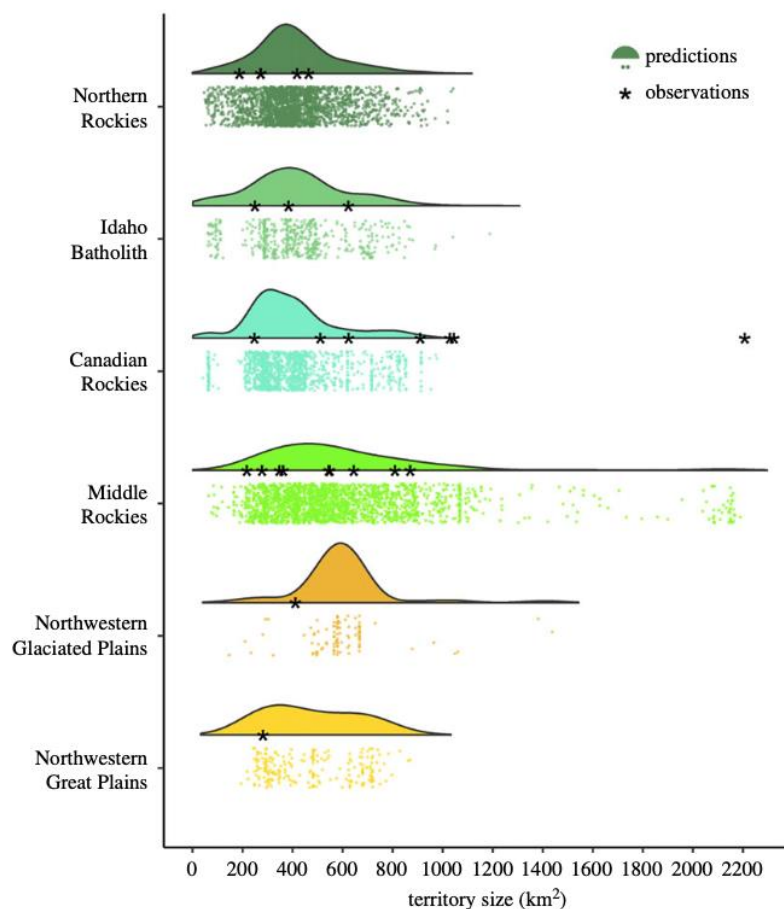 predictions
observations
Northern
Rockies
Idaho
Batholith
Canadian
Rockies
Middle
Rockies
Northwestern
Glaciated Plains
Northwestern
Great Plains
0 200 400 600 800 1000 1200 1400 1600 1800 2000 2200
territory size (km²)